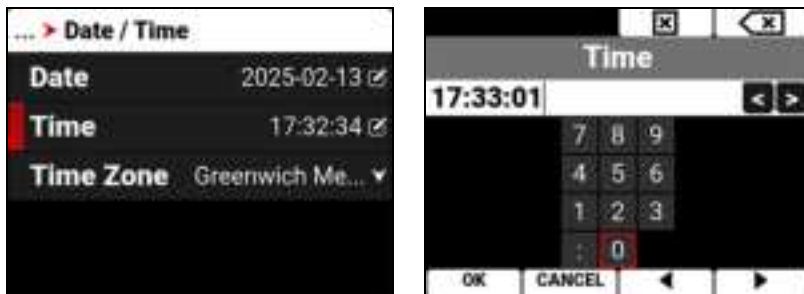 ... > Date / Time
Date 2025-02-13
Time 17:32:34
Time Zone Greenwich Me...
Time
17:33:01
< >
7 8 9
4 5 6
1 2 3
: 0
OK CANCEL